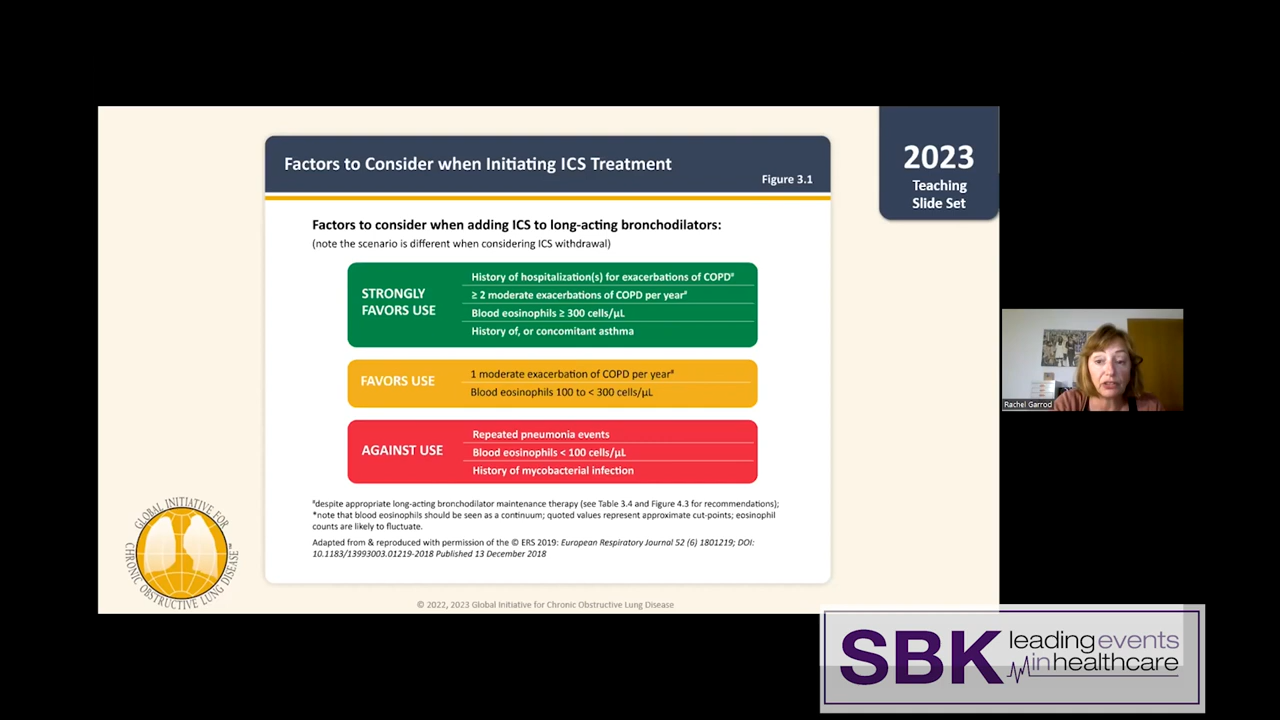 2023
Teaching
Slide Set
Factors to Consider when Initiating ICS Treatment
Figure 3.1
Factors to consider when adding ICS to long-acting bronchodilators:
(note the scenario is different when considering ICS withdrawal)
STRONGLY
FAVORS USE
History of hospitalization(s) for exacerbations of COPD#
≥ 2 moderate exacerbations of COPD per year#
Blood eosinophils ≥ 300 cells/µL
History of, or concomitant asthma
FAVORS USE
1 moderate exacerbation of COPD per year#
Blood eosinophils 100 to < 300 cells/µL
AGAINST USE
Repeated pneumonia events
Blood eosinophils < 100 cells/µL
History of mycobacterial infection
#despite appropriate long-acting bronchodilator maintenance therapy (see Table 3.4 and Figure 4.3 for recommendations);
*note that blood eosinophils should be seen as a continuum; quoted values represent approximate cut-points; eosinophil
counts are likely to fluctuate.
Adapted from & reproduced with permission of the © ERS 2019: European Respiratory Journal 52 (6) 1801219; DOI:
10.1183/13993003.01219-2018 Published 13 December 2018
GLOBAL INITIATIVE FOR
CHRONIC OBSTRUCTIVE LUNG DISEASE
© 2022, 2023 Global Initiative for Chronic Obstructive Lung Disease
Rachel Garrod
SBK leading events
in healthcare